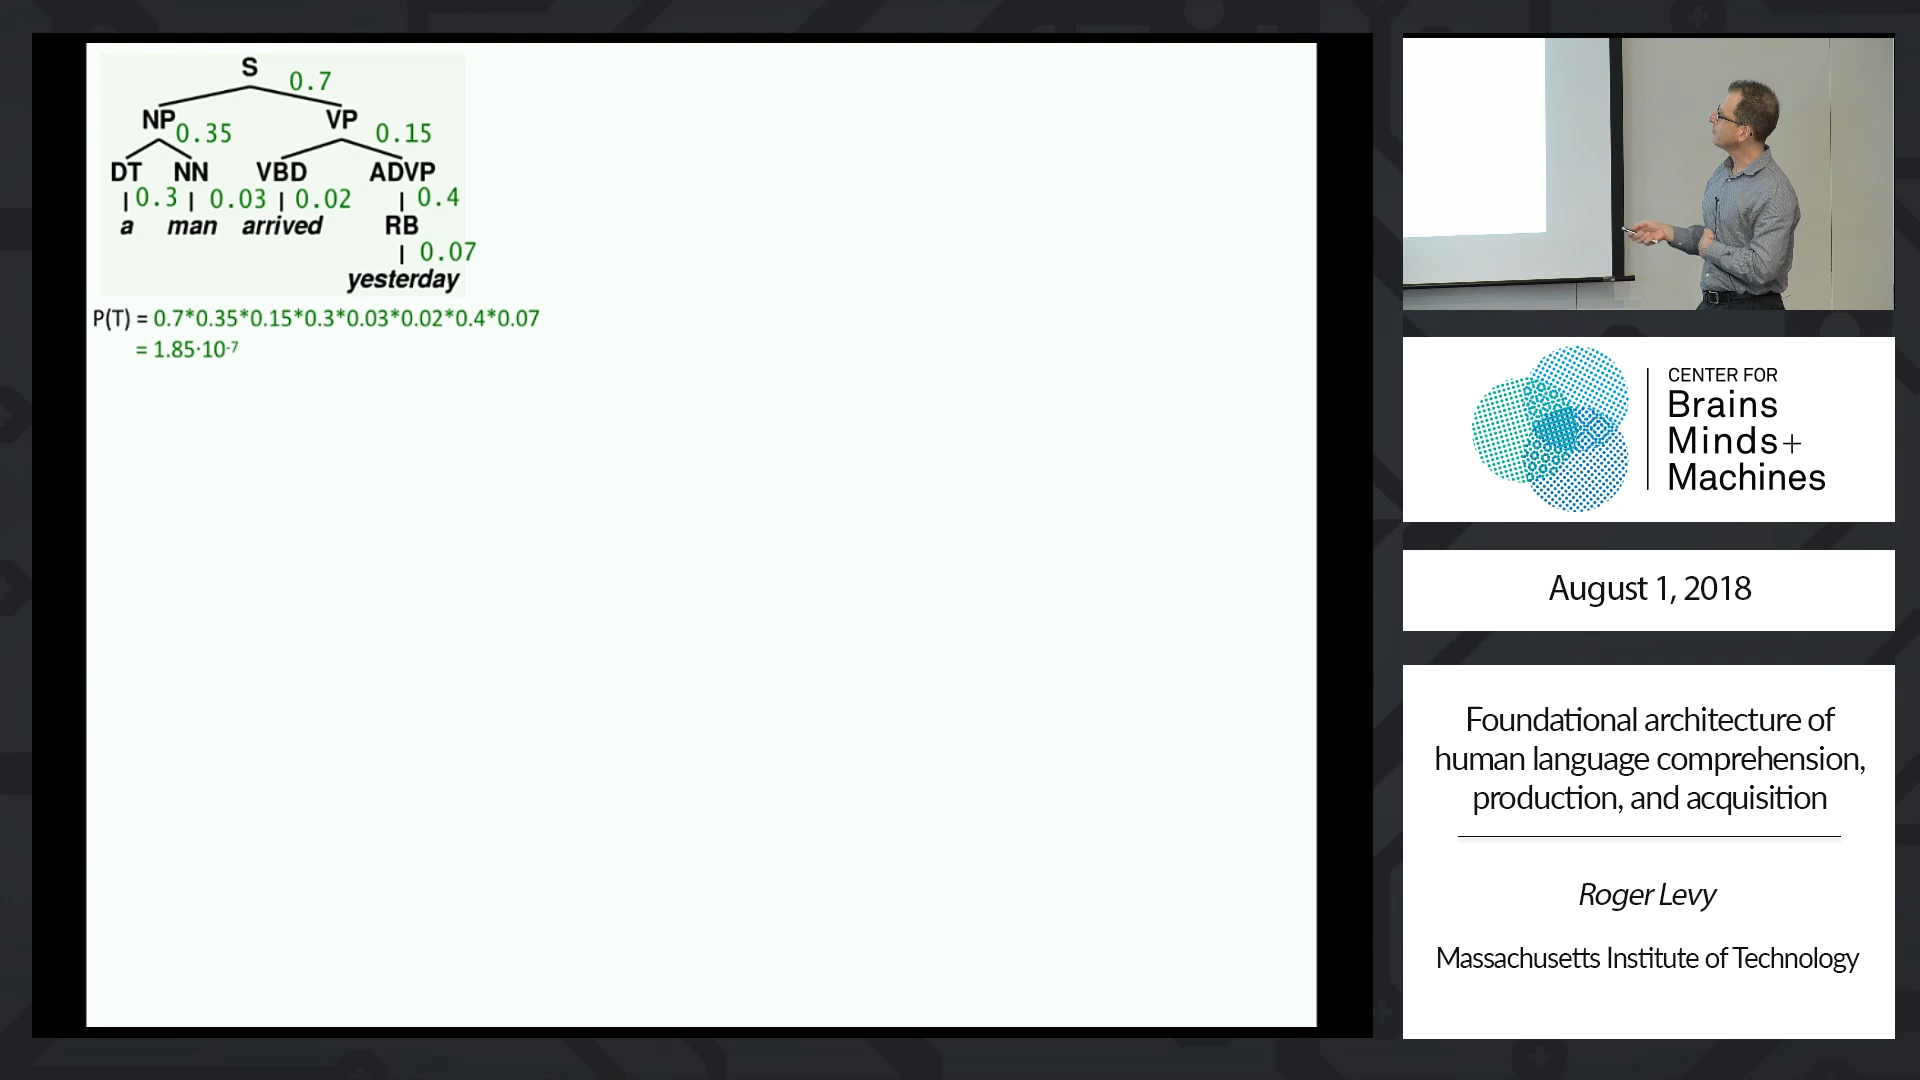 S
0.7
NP VP
0.35 0.15
DT NN VBD ADVP
0.3 0.03 0.02 0.4
a man arrived RB
0.07
yesterday
P(T) = 0.7*0.35*0.15*0.3*0.03*0.02*0.4*0.07
= 1.85·10-7
CENTER FOR
Brains
Minds+
Machines
August 1, 2018
Foundational architecture of
human language comprehension,
production, and acquisition
Roger Levy
Massachusetts Institute of Technology